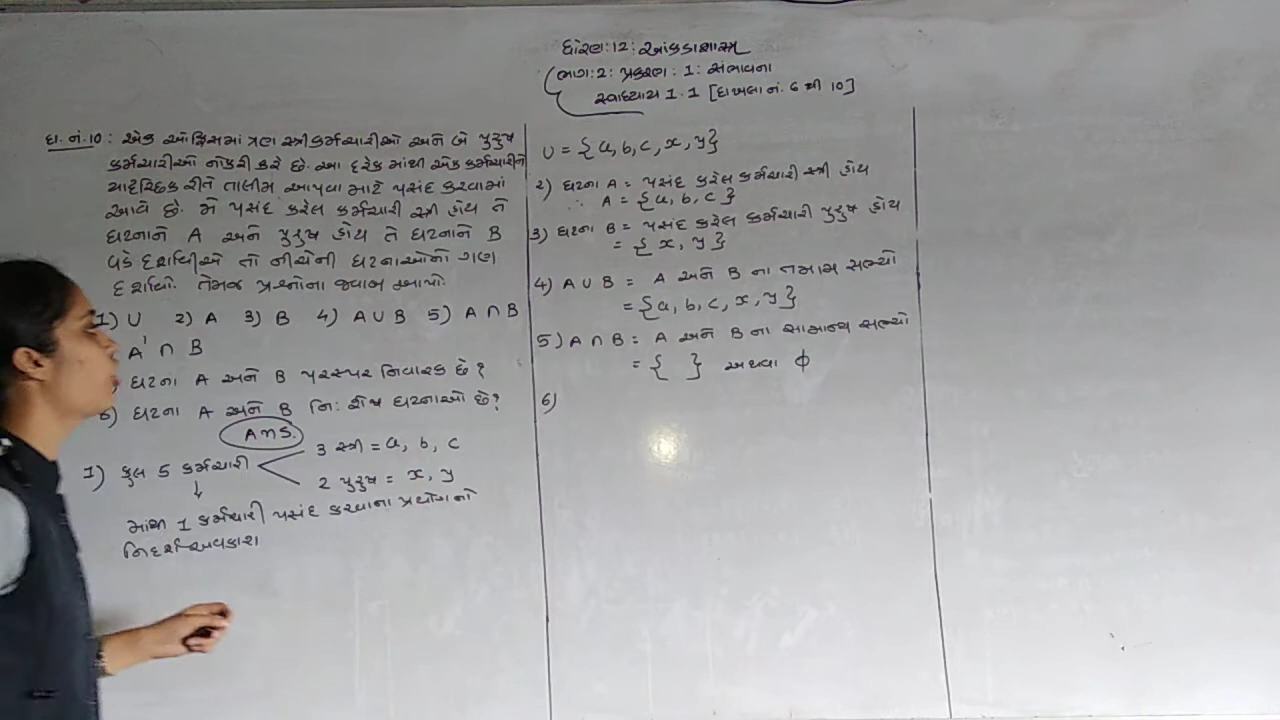 ધોરણ:12: આંકડાશાસ્ત્ર
ભાગ:2: પ્રકરણ: 1: સંભાવના
સ્વાધ્યાય 1.1 [દાખલા નં. 6 થી 10]
દા.નં.10: એક ઓફિસમાં ત્રણ સ્ત્રીકર્મચારીઓ અને બે પુરુષ
કર્મચારીઓ નોકરી કરે છે. આ દરેક માંથી એક કર્મચારીને
યાદૈચ્છિક રીતે તાલીમ આપવા માટે પસંદ કરવામાં
આવે છે. જો પસંદ કરેલ કર્મચારી સ્ત્રી હોય તે
ઘટનાને A અને પુરુષ હોય તે ઘટનાને B
વડે દર્શાવીએ તો નીચેની ઘટનાઓનો ગણ
દર્શાવો. તેમજ પ્રશ્નોના જવાબ આપો.
1) U 2) A 3) B 4) A U B 5) A ∩ B
A' ∩ B
ઘટના A અને B પરસ્પર નિવારક છે?
8) ઘટના A અને B નિ: શેષ ઘટનાઓ છે?
Ans.
1) કુલ 5 કર્મચારી
3 સ્ત્રી = a, b, c
2 પુરુષ = x, y
↓
માંથી 1 કર્મચારી પસંદ કરવાના પ્રયોગનો
નિદર્શઅવકાશ
U = {a, b, c, x, y}
2) ઘટના A = પસંદ કરેલ કર્મચારી સ્ત્રી હોય
∴ A = {a, b, c}
3) ઘટના B = પસંદ કરેલ કર્મચારી પુરુષ હોય
= { x, y }
4) A U B = A અને B ના તમામ સભ્યો
= {a, b, c, x, y}
5) A ∩ B = A અને B ના સામાન્ય સભ્યો
= { } અથવા ϕ
6)